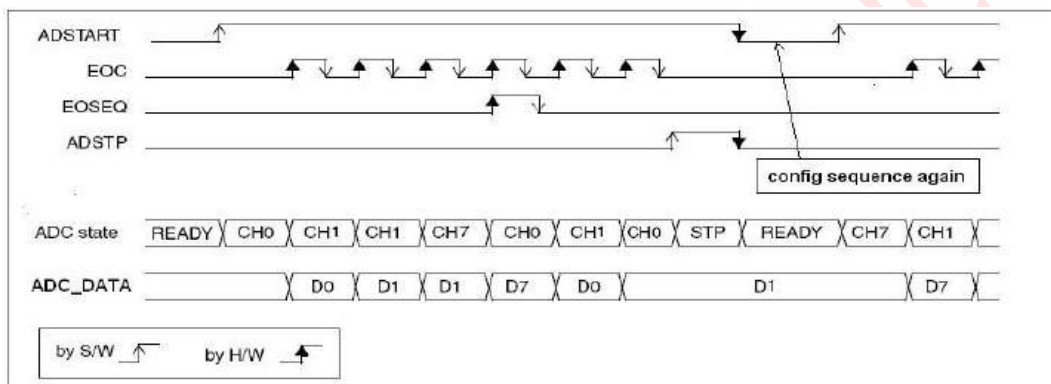 ADSTART
EOC
EOSEQ
ADSTP
config sequence again
ADC state READY CH0 CH1 CH1 CH7 CH0 CH1 CH0 STP READY CH7 CH1
ADC_DATA D0 D1 D1 D7 D0 D1 D7
by S/W by H/W